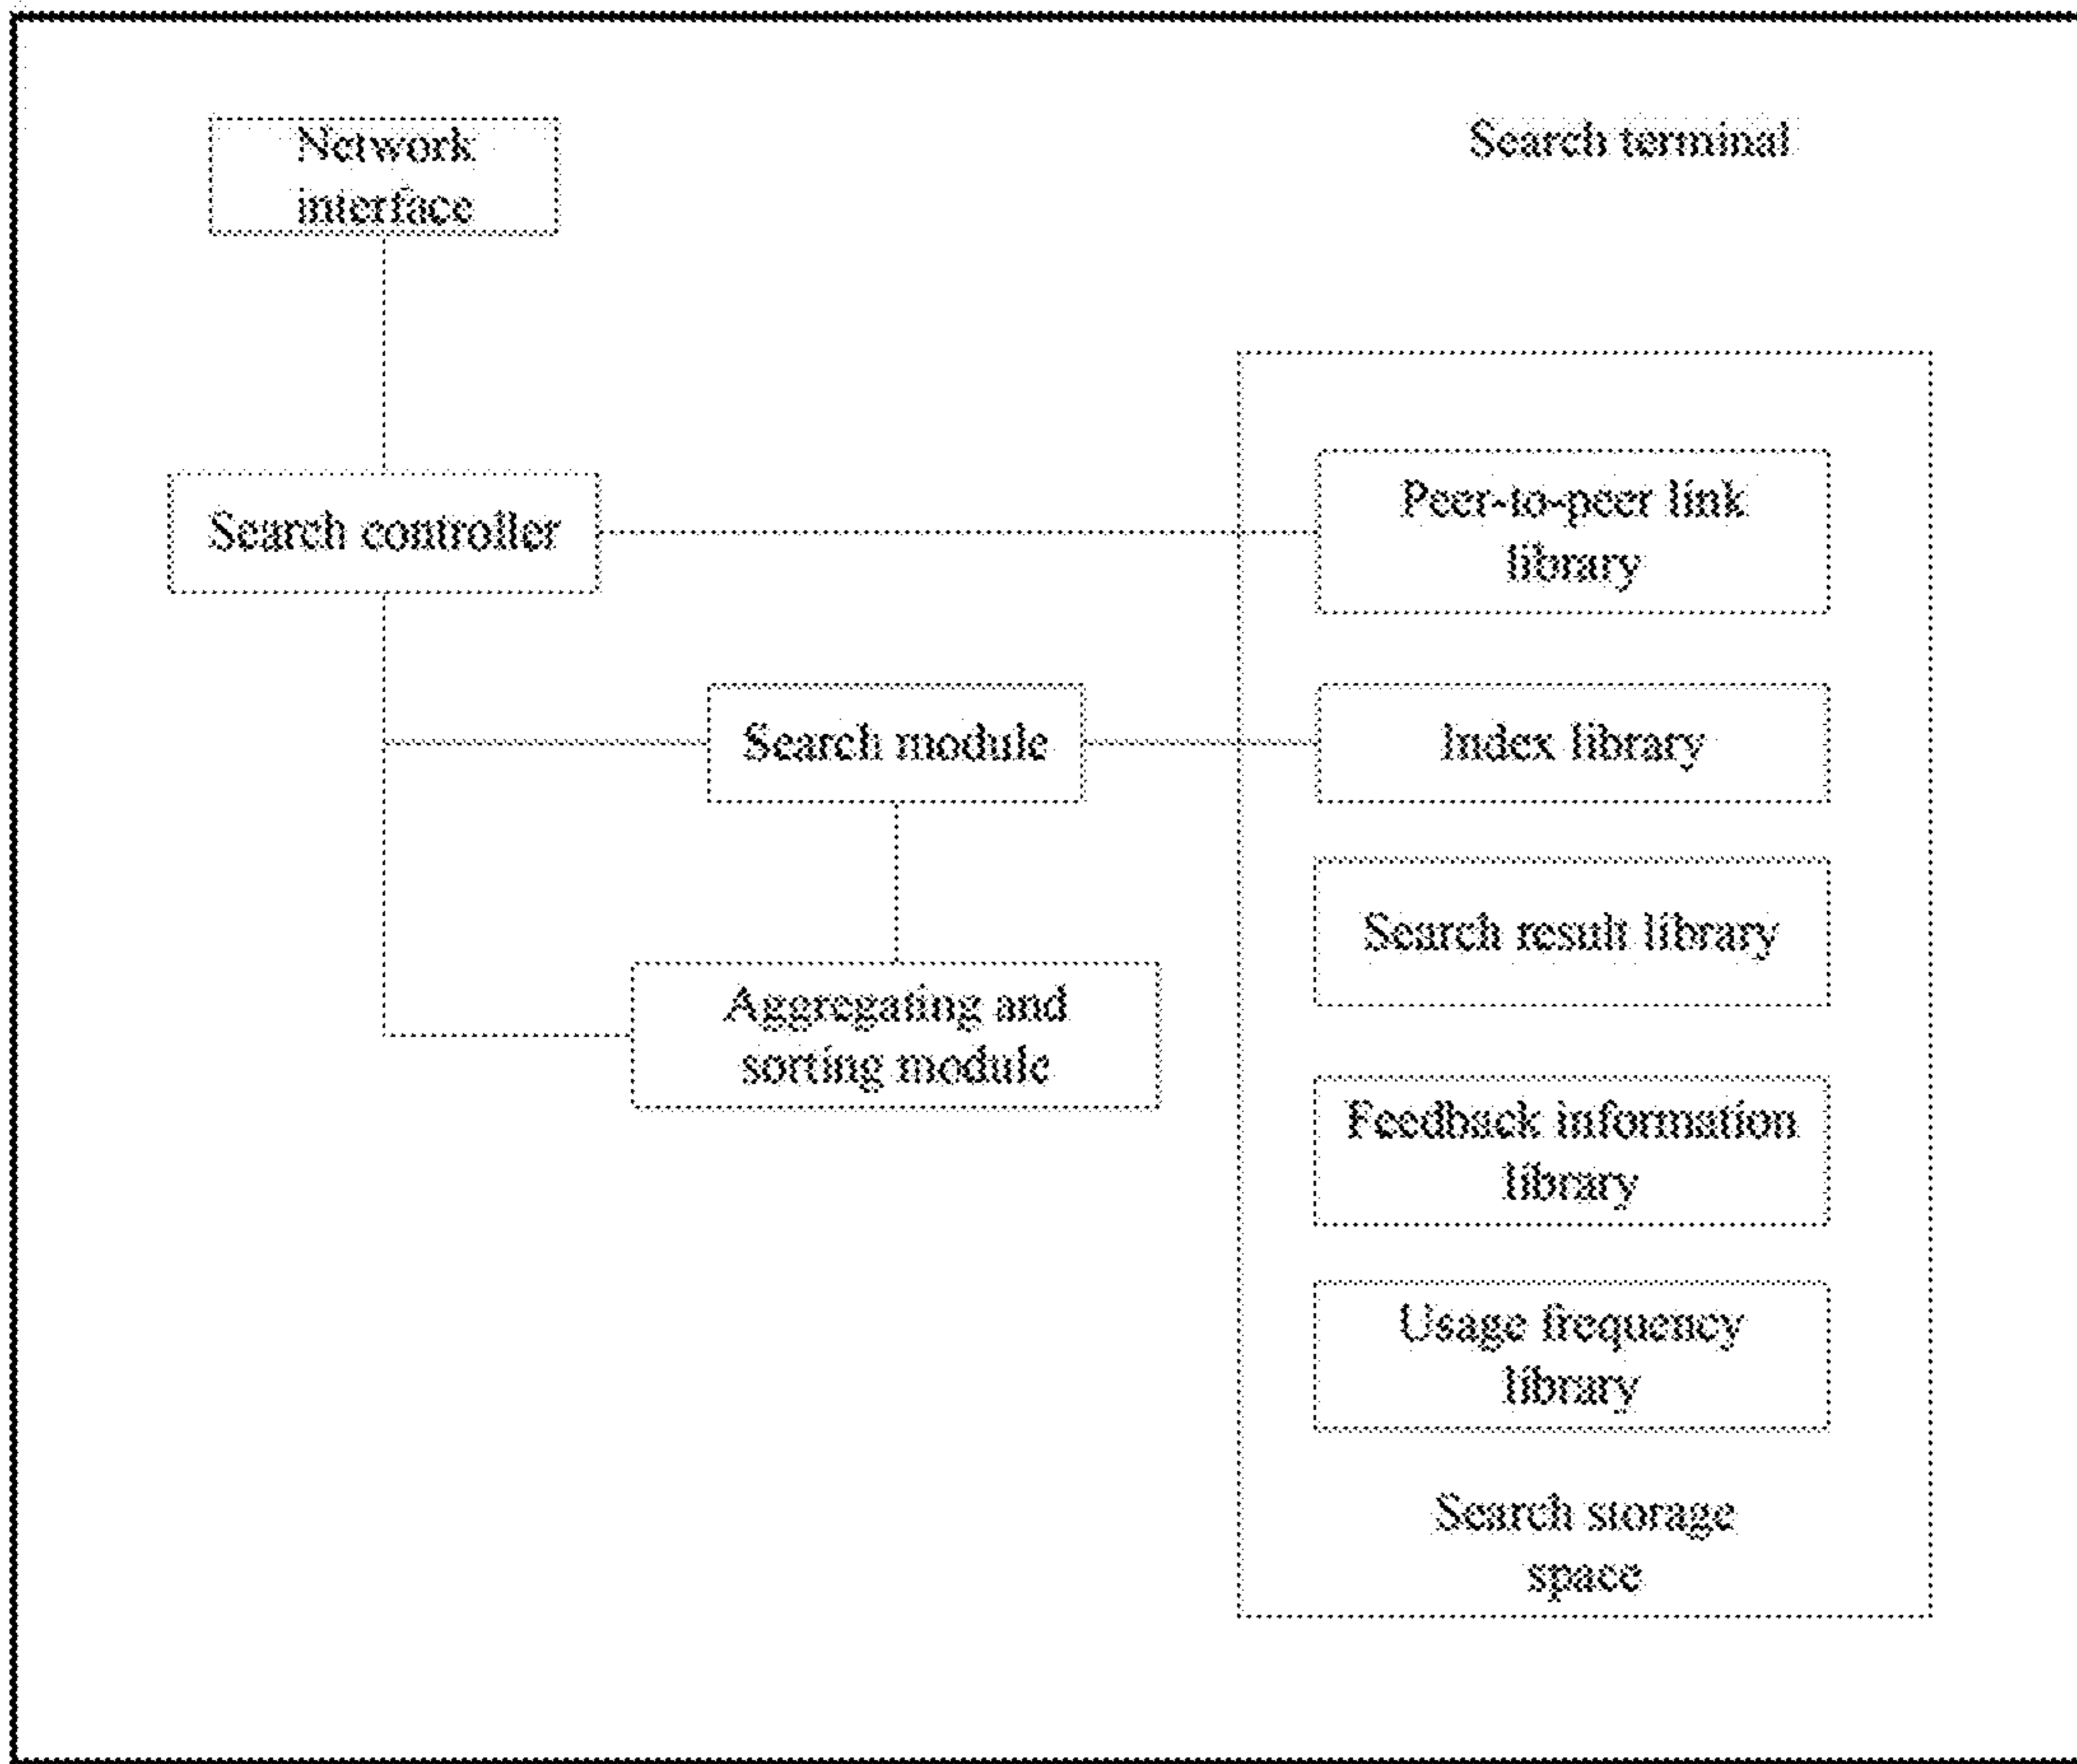 Network
interface
Search terminal
Search controller
Peer-to-peer link
library
Search module
Index library
Search result library
Aggregating and
sorting module
Feedback information
library
Usage frequency
library
Search storage
space